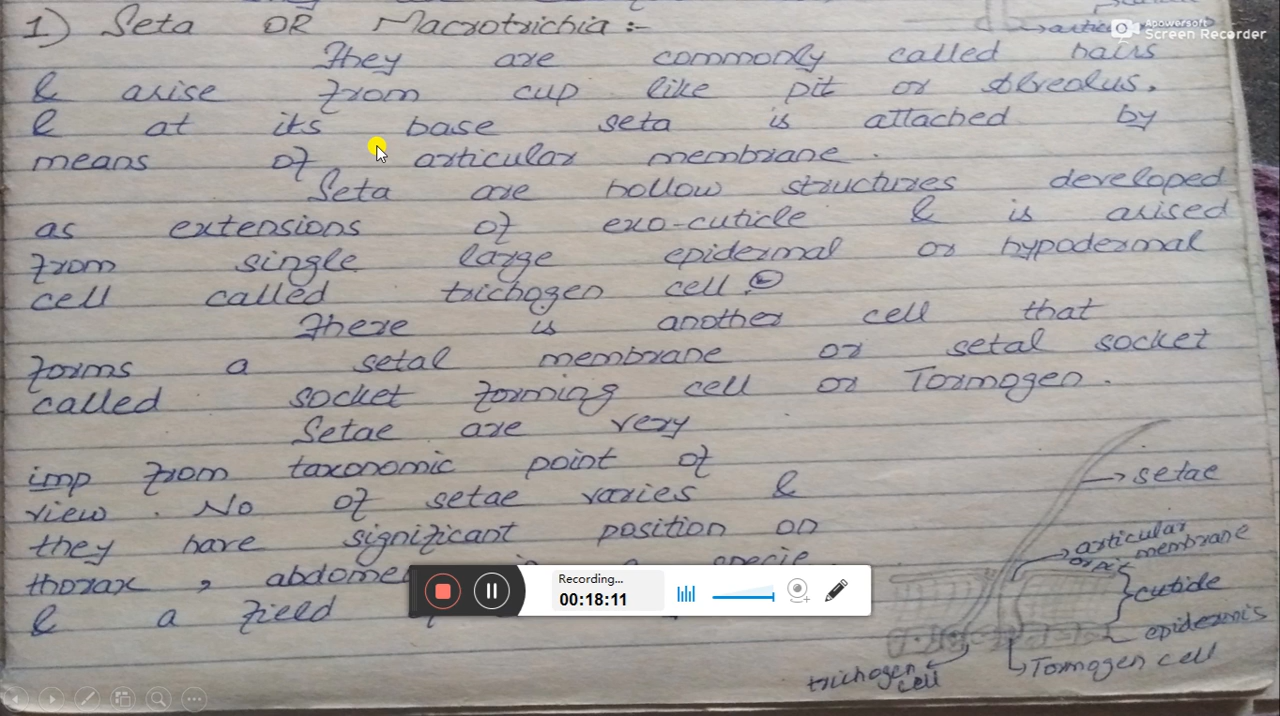 Apowersoft
Screen Recorder
1) Seta OR Macrotrichia :-
They are commonly called hairs
& arise from cup like pit or
& at its base seta is attached by
means of articular membrane.
Seta are hollow structures developed
as extensions of exo-cuticle & is arised
from single large epidermal or hypodermal
cell called trichogen cell.
There is another cell that
forms a setal membrane or setal socket
called socket forming cell or Tormogen.
Setae are very
imp from taxonomic point of
view. No of setae varies &
they have significant position on
thorax, specie
& a field
→ setae
→ articular
or pit membrane
cuticle
epidermis
trichogen
cell
Tormogen cell
Recording...
00:18:11